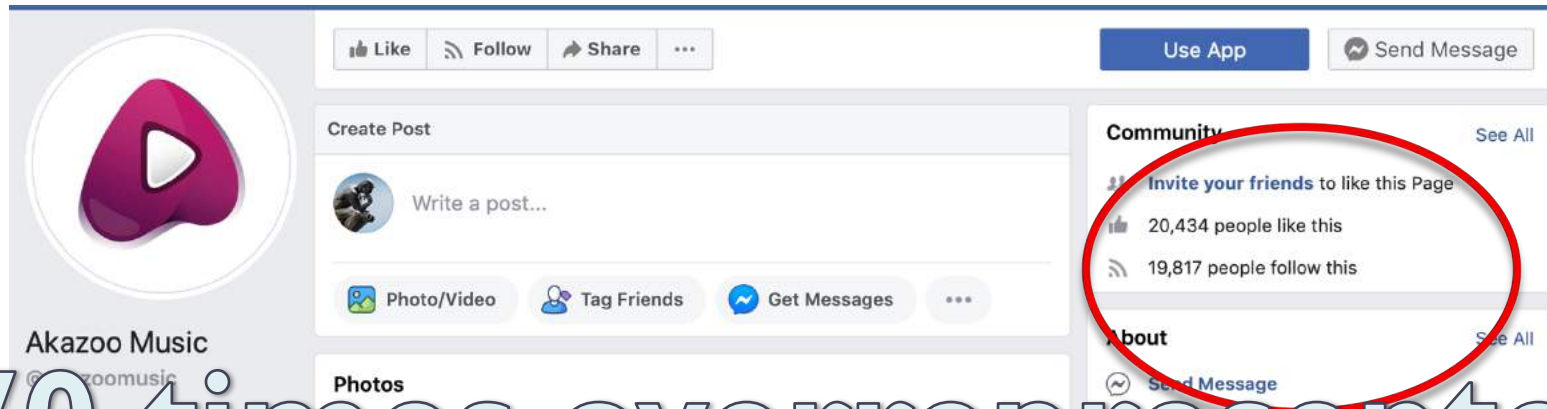 Like Follow Share ...
Use App Send Message
Create Post
Write a post...
Photo/Video Tag Friends Get Messages ...
Community See All
Invite your friends to like this Page
20,434 people like this
19,817 people follow this
About See All
Send Message
Akazoo Music
Photos
times